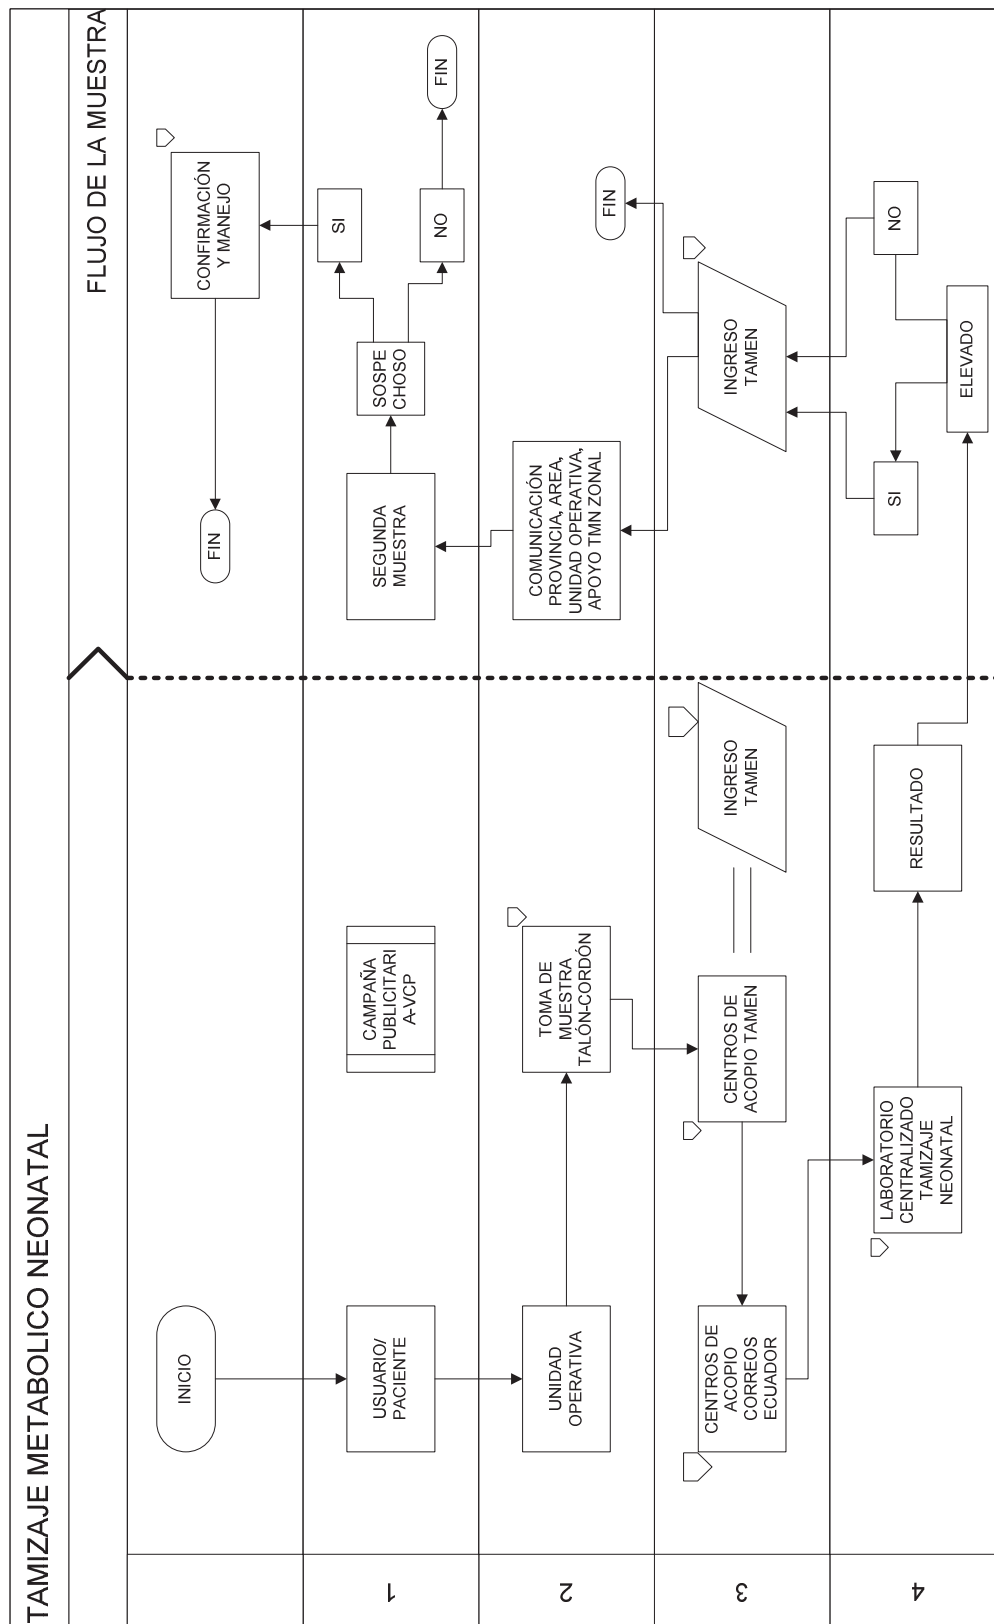 TAMIZAJE METABOLICO NEONATAL
FLUJO DE LA MUESTRA
INICIO
FIN
CONFIRMACIÓN
Y MANEJO
1
USUARIO/
PACIENTE
CAMPAÑA
PUBLICITARI
A-VCP
SEGUNDA
MUESTRA
SOSPE
CHOSO
SI
NO
FIN
2
UNIDAD
OPERATIVA
TOMA DE
MUESTRA
TALÓN-CORDÓN
COMUNICACIÓN
PROVINCIA, AREA,
UNIDAD OPERATIVA,
APOYO TMN ZONAL
FIN
3
CENTROS DE
ACOPIO
CORREOS
ECUADOR
CENTROS DE
ACOPIO TAMEN
INGRESO
TAMEN
INGRESO
TAMEN
4
LABORATORIO
CENTRALIZADO
TAMIZAJE
NEONATAL
RESULTADO
SI
ELEVADO
NO